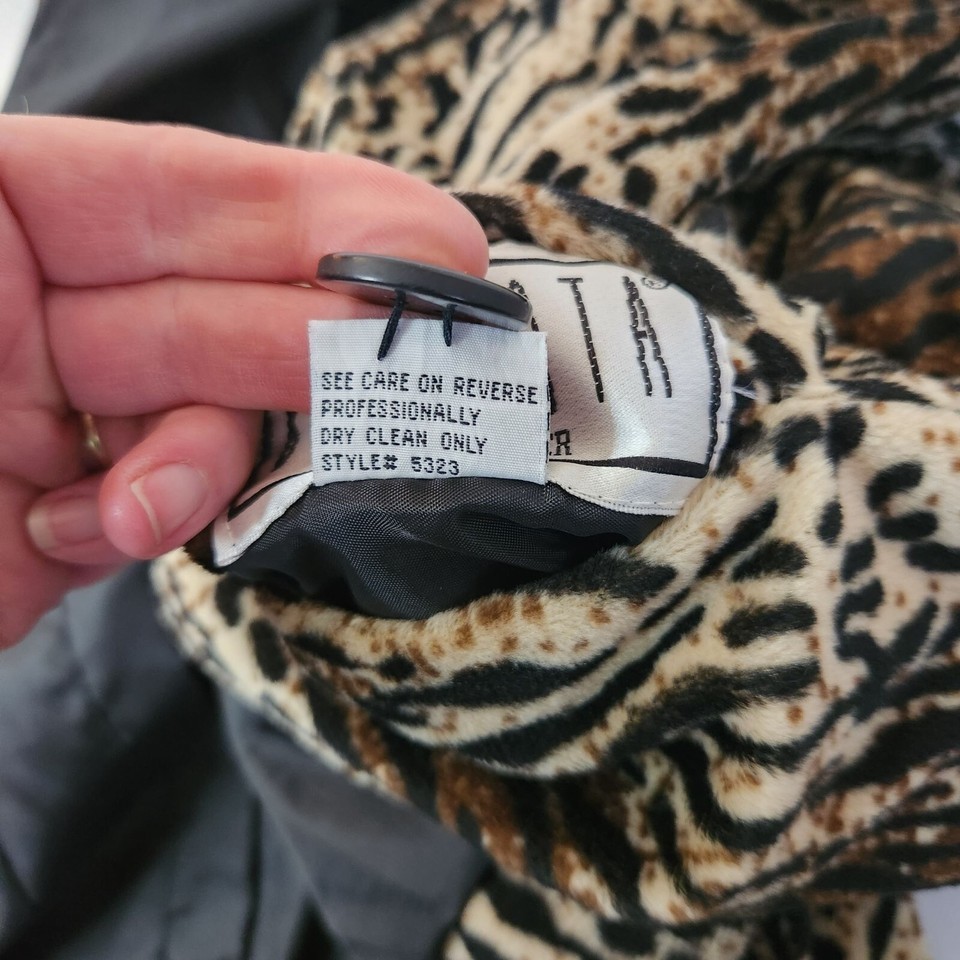 SEE CARE ON REVERSE
PROFESSIONALLY
DRY CLEAN ONLY
STYLE# 5323